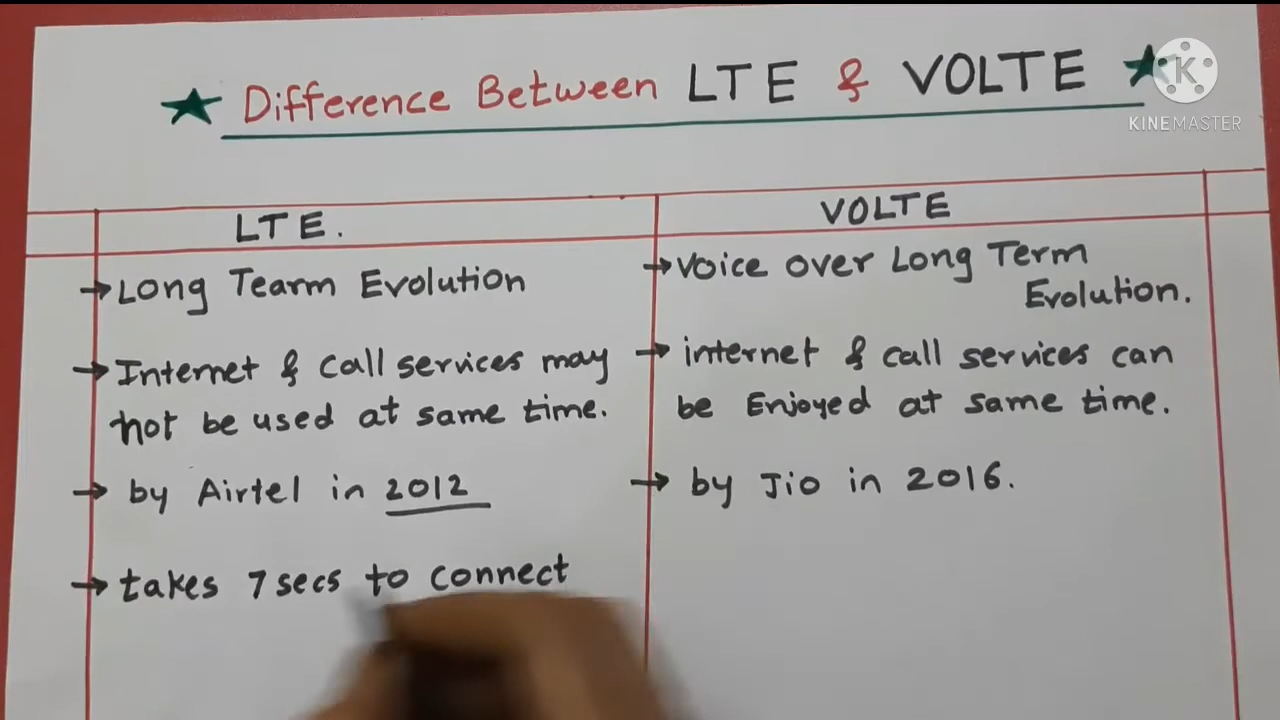 Difference Between LTE & VOLTE
K
KINEMASTER
LTE.
→Long Tearm Evolution
→Internet & call services may
not be used at same time.
→ by Airtel in 2012
→ takes 7 secs to connect
VOLTE
→Voice over Long Term
Evolution.
→ internet & call services can
be Enjoyed at same time.
→ by Jio in 2016.